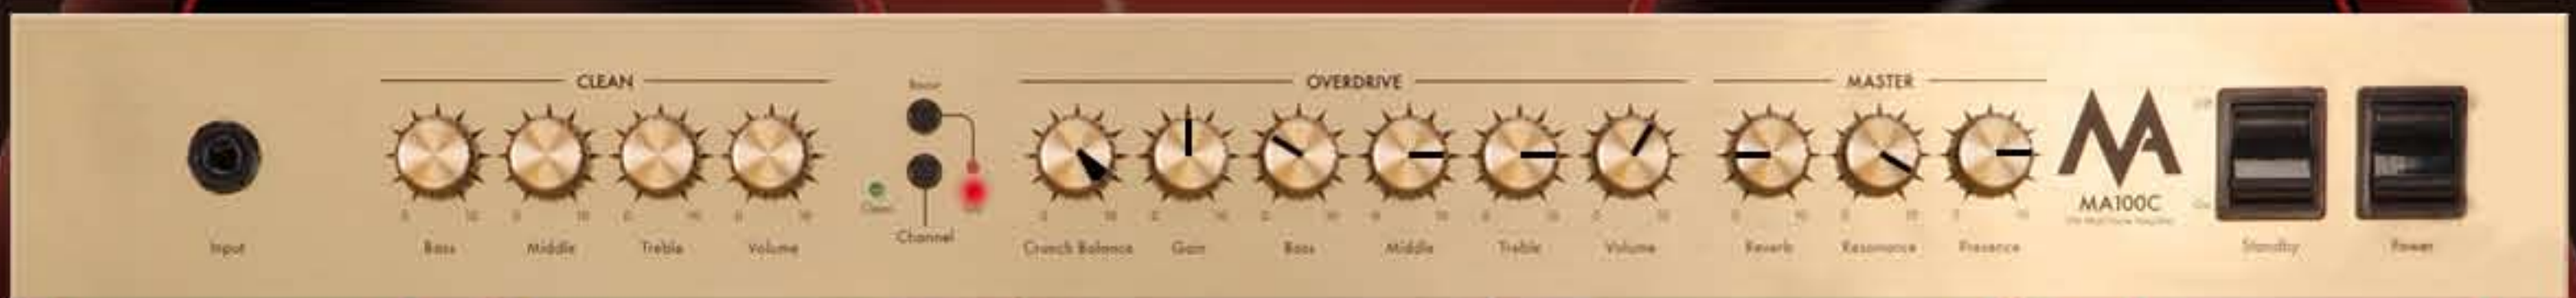 CLEAN
OVERDRIVE
MASTER
Boost
Clean
Channel
MA
MA100C
0 10 0 10 0 10 0 10
0 10 0 10 0 10 0 10 0 10 0 10
0 10 0 10 0 10
Input Bass Middle Treble Volume
Crunch Balance Gain Bass Middle Treble Volume
Reverb Resonance Presence
Standby Power